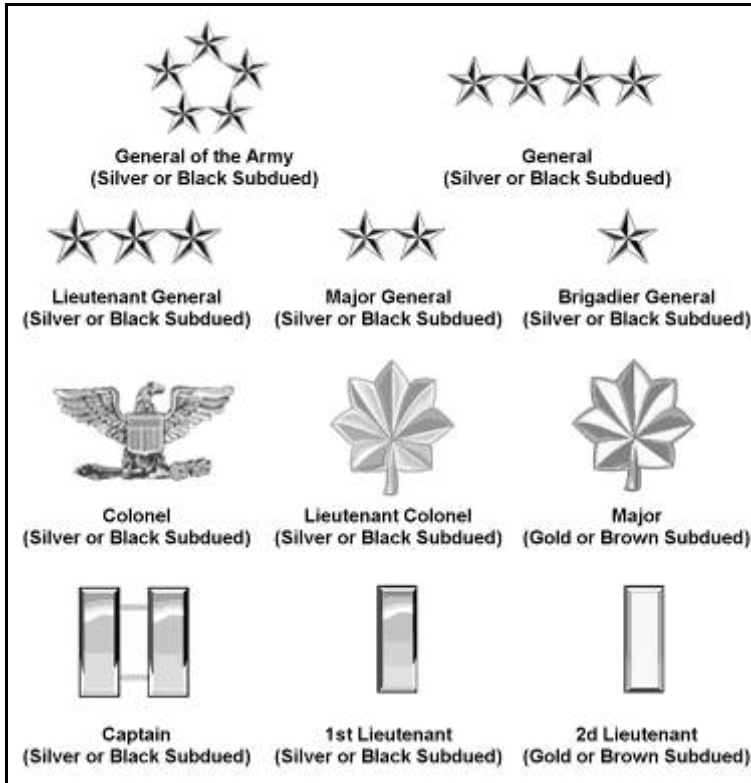 General of the Army
(Silver or Black Subdued)
General
(Silver or Black Subdued)
Lieutenant General
(Silver or Black Subdued)
Major General
(Silver or Black Subdued)
Brigadier General
(Silver or Black Subdued)
Colonel
(Silver or Black Subdued)
Lieutenant Colonel
(Silver or Black Subdued)
Major
(Gold or Brown Subdued)
Captain
(Silver or Black Subdued)
1st Lieutenant
(Silver or Black Subdued)
2d Lieutenant
(Gold or Brown Subdued)